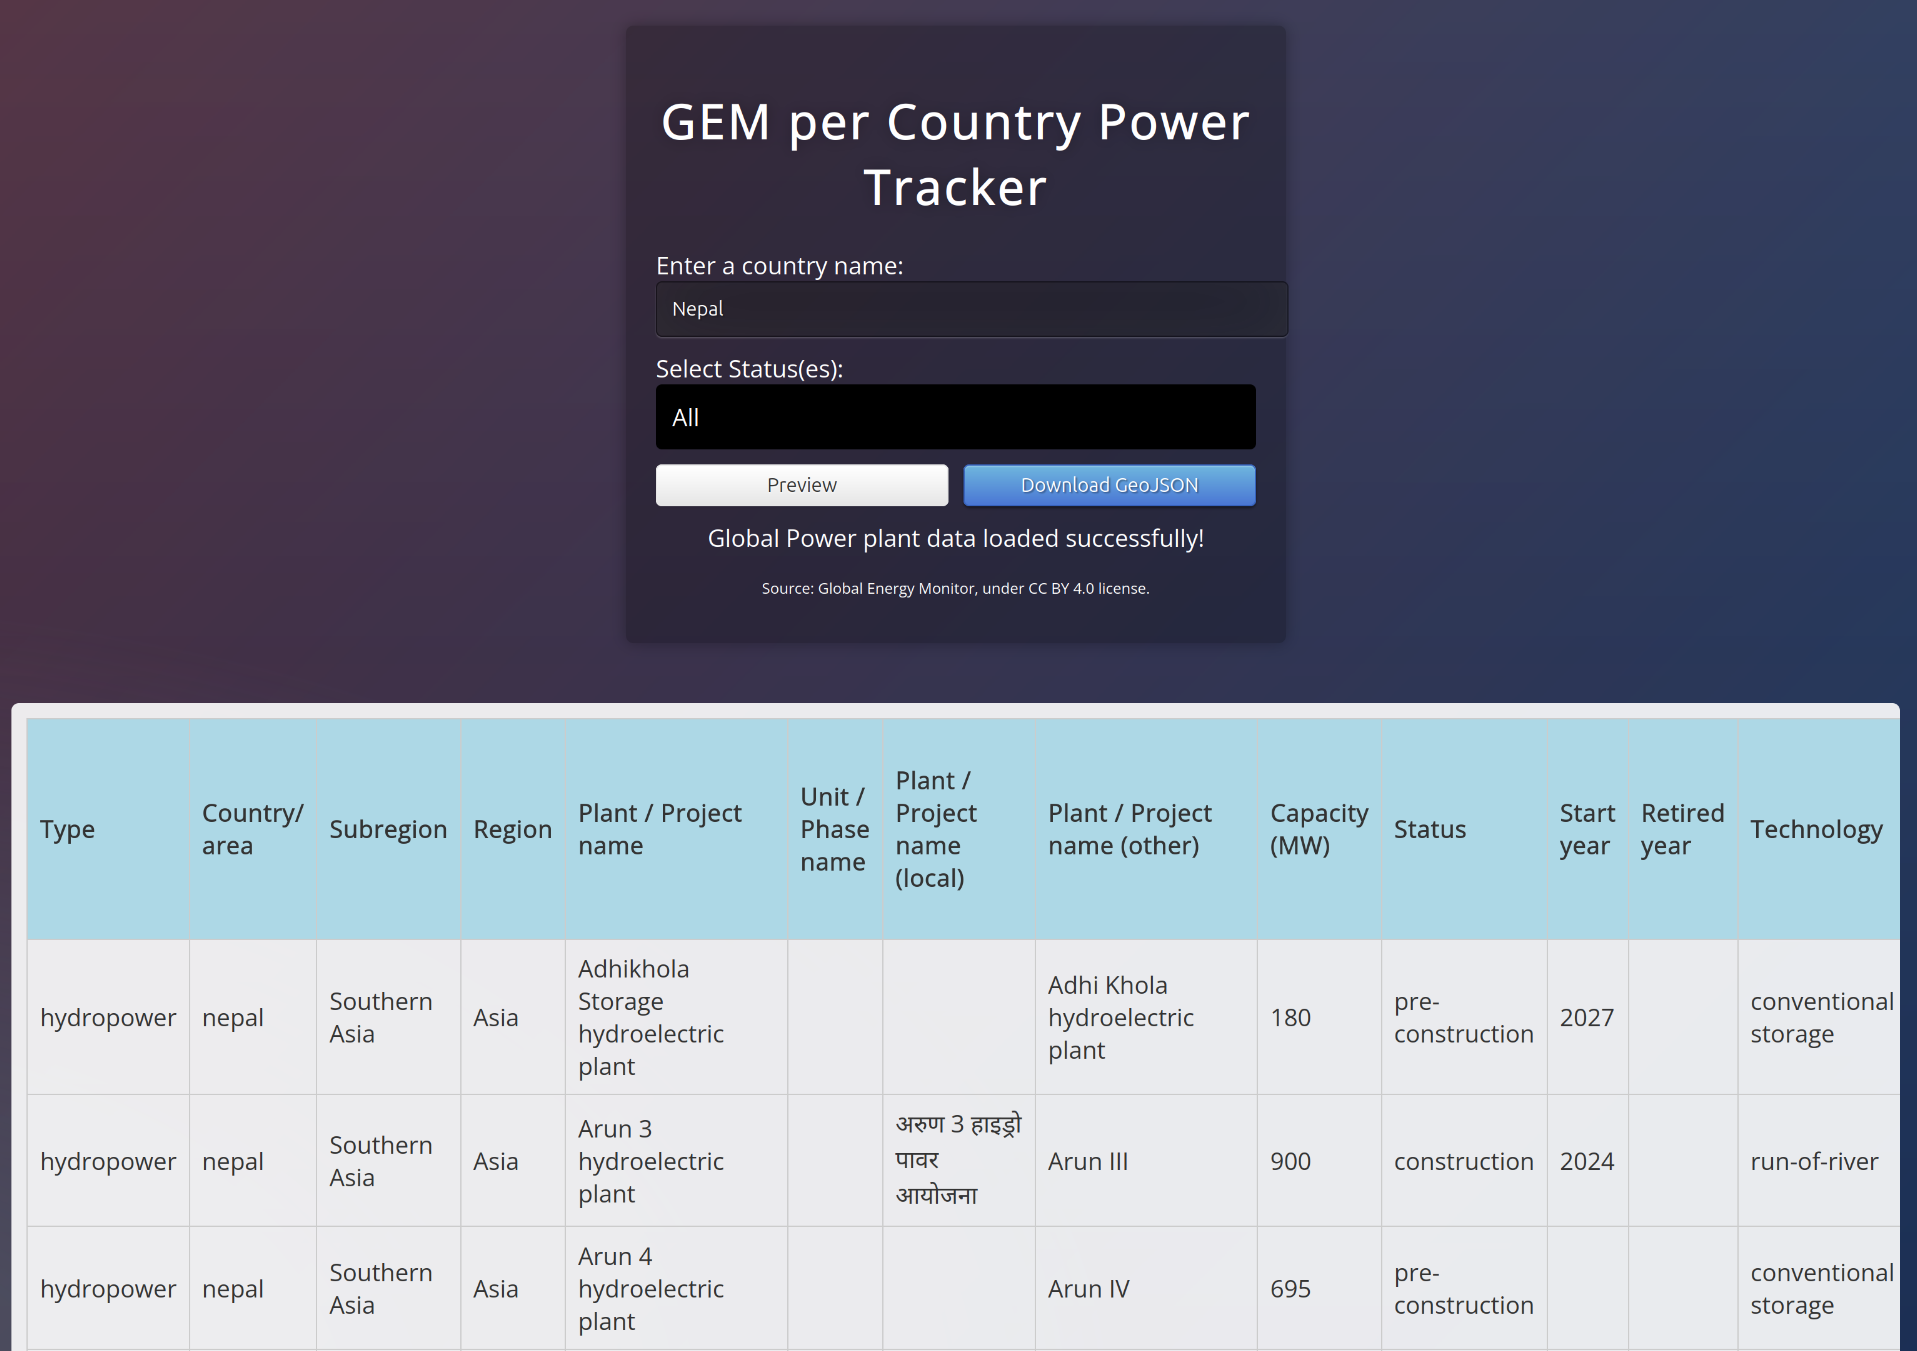 GEM per Country Power
Tracker
Enter a country name:
Nepal
Select Status(es):
All
Preview
Download GeoJSON
Global Power plant data loaded successfully!
Source: Global Energy Monitor, under CC BY 4.0 license.
Type
Country/
area
Subregion
Region
Plant / Project
name
Unit /
Phase
name
Plant /
Project
name
(local)
Plant / Project
name (other)
Capacity
(MW)
Status
Start
year
Retired
year
Technology
hydropower
nepal
Southern
Asia
Asia
Adhikhola
Storage
hydroelectric
plant
Adhi Khola
hydroelectric
plant
180
pre-
construction
2027
conventional
storage
hydropower
nepal
Southern
Asia
Asia
Arun 3
hydroelectric
plant
अरुण 3 हाइड्रो
पावर
आयोजना
Arun III
900
construction
2024
run-of-river
hydropower
nepal
Southern
Asia
Asia
Arun 4
hydroelectric
plant
Arun IV
695
pre-
construction
conventional
storage